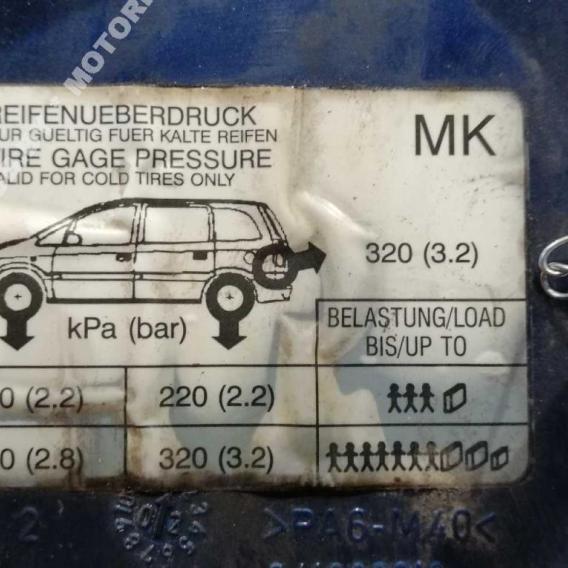 MOTOR
REIFENUEBERDRUCK
UR GUELTIG FUER KALTE REIFEN
IRE GAGE PRESSURE
ALID FOR COLD TIRES ONLY
MK
320 (3.2)
kPa (bar)
BELASTUNG/LOAD
BIS/UP TO
0 (2.2) 220 (2.2)
0 (2.8) 320 (3.2)
2
>PA6-M40<